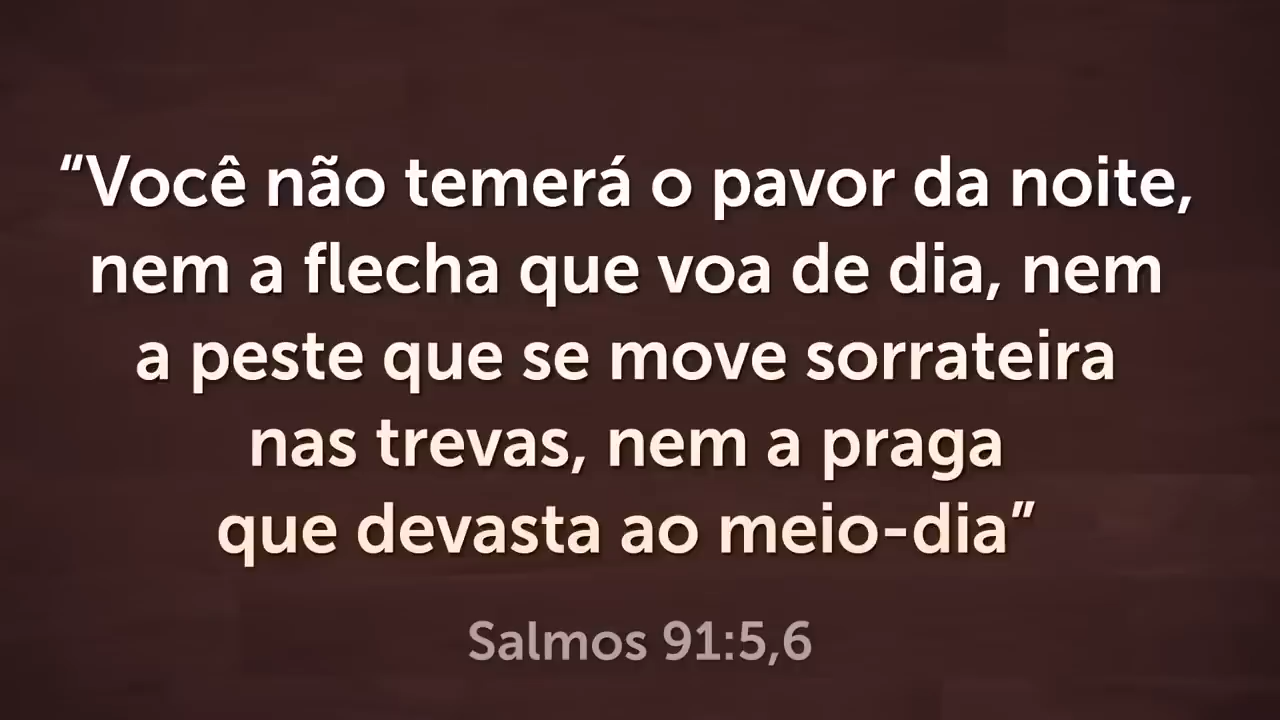 “Você não temerá o pavor da noite,
nem a flecha que voa de dia, nem
a peste que se move sorrateira
nas trevas, nem a praga
que devasta ao meio-dia”
Salmos 91:5,6